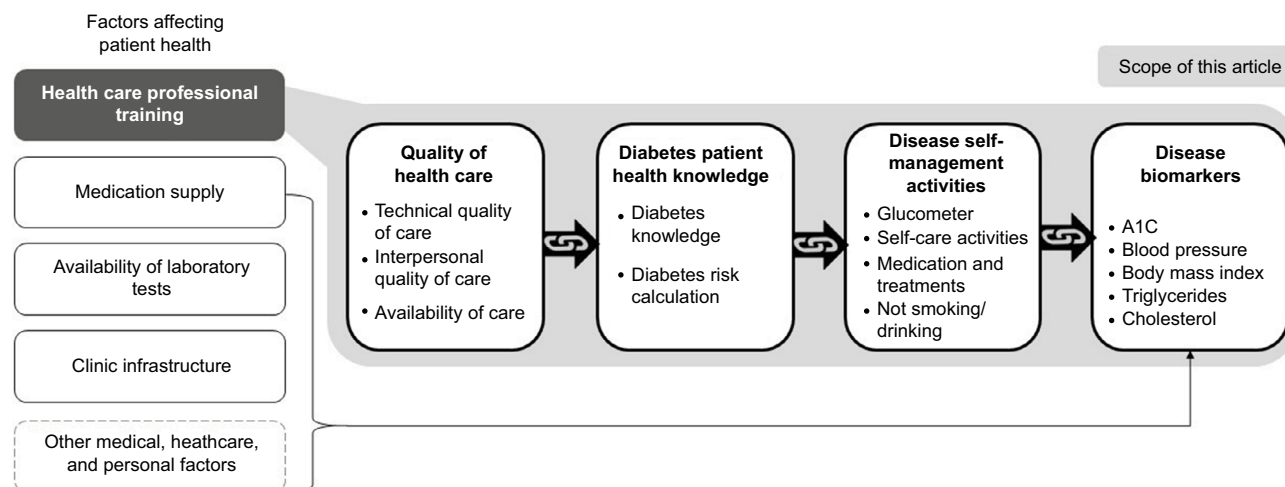 Factors affecting
patient health
Scope of this article
Health care professional
training
Medication supply
Availability of laboratory
tests
Clinic infrastructure
Other medical, heathcare,
and personal factors
Quality of
health care
• Technical quality
of care
• Interpersonal
quality of care
• Availability of care
Diabetes patient
health knowledge
• Diabetes
knowledge
• Diabetes risk
calculation
Disease self-
management
activities
• Glucometer
• Self-care activities
• Medication and
treatments
• Not smoking/
drinking
Disease
biomarkers
• A1C
• Blood pressure
• Body mass index
• Triglycerides
• Cholesterol